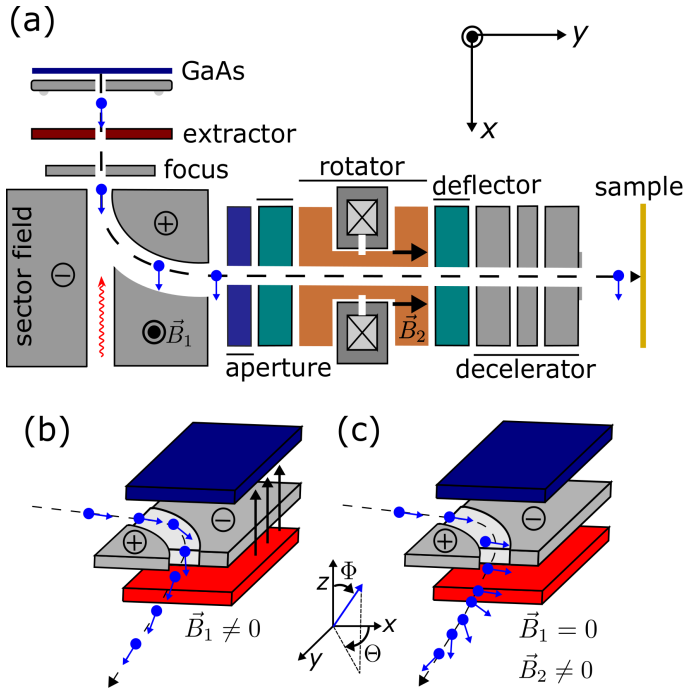 (a)
GaAs
extractor
focus
y
x
rotator
deflector
sample
sector field
+
−
B⃗₁
B⃗₂
aperture
decelerator
(b)
(c)
−
+
−
+
B⃗₁ ≠ 0
z
Φ
x
y
Θ
B⃗₁ = 0
B⃗₂ ≠ 0